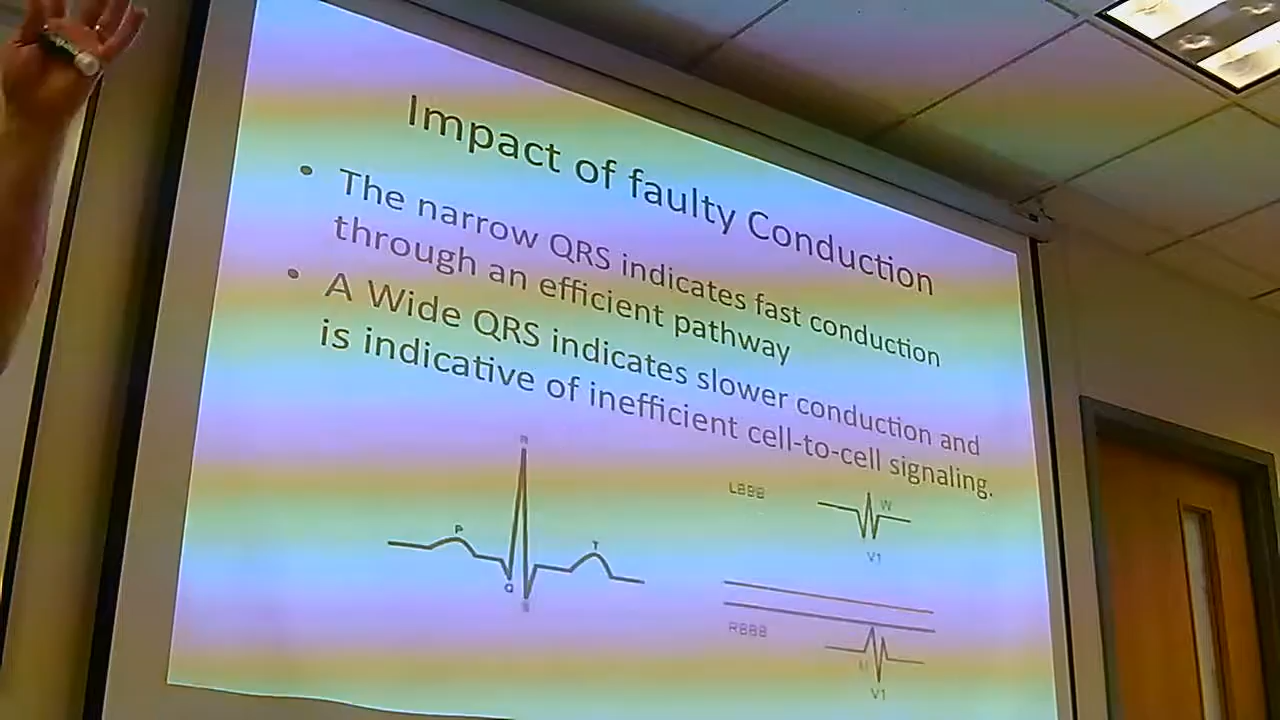 Impact of faulty Conduction
• The narrow QRS indicates fast conduction
through an efficient pathway
• A Wide QRS indicates slower conduction and
is indicative of inefficient cell-to-cell signaling.
R
P
T
Q
S
LBBB
W
V1
RBBB
M
V1